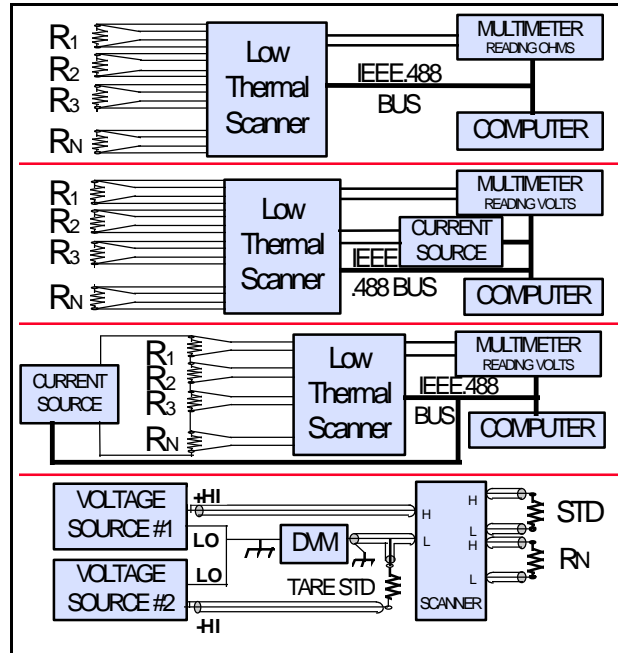 R1
R2
R3
RN
Low
Thermal
Scanner
MULTIMETER
READING OHMS
IEEE.488
BUS
COMPUTER
R1
R2
R3
RN
Low
Thermal
Scanner
MULTIMETER
READING VOLTS
CURRENT
SOURCE
IEEE
.488 BUS
COMPUTER
CURRENT
SOURCE
R1
R2
R3
RN
Low
Thermal
Scanner
MULTIMETER
READING VOLTS
IEEE.488
BUS
COMPUTER
VOLTAGE
SOURCE #1
+HI
LO
VOLTAGE
SOURCE #2
LO
-HI
DVM
TARE STD
H
L
H
L
H
L
SCANNER
STD
RN